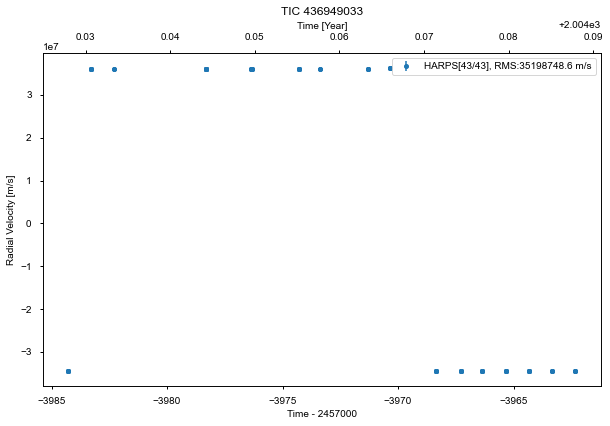 TIC 436949033
Time [Year]
+2.004e3
0.03 0.04 0.05 0.06 0.07 0.08 0.09
1e7
HARPS[43/43], RMS:35198748.6 m/s
3
2
1
0
−1
−2
−3
Radial Velocity [m/s]
−3985 −3980 −3975 −3970 −3965
Time - 2457000